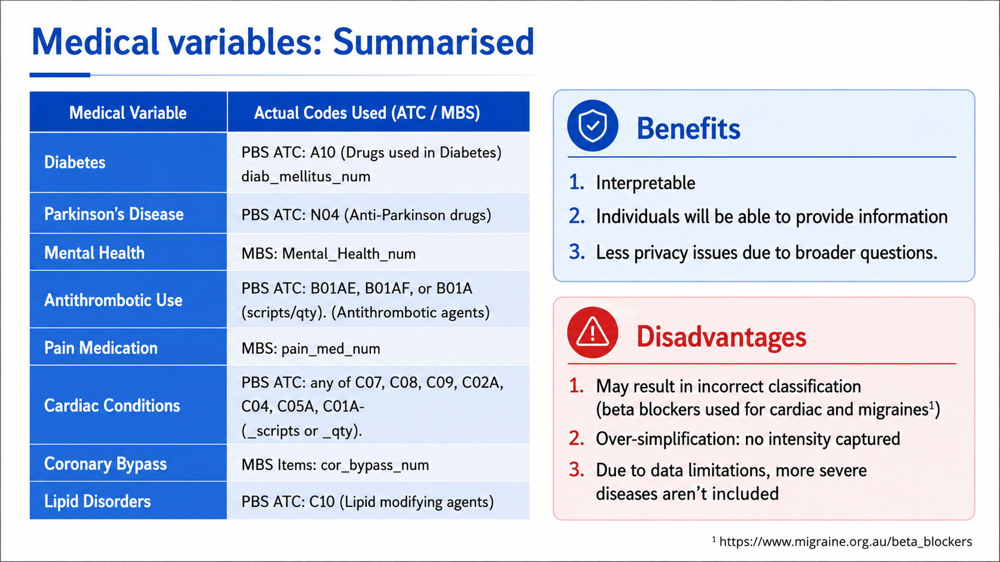 Medical variables: Summarised
Medical Variable
Actual Codes Used (ATC / MBS)
Diabetes
PBS ATC: A10 (Drugs used in Diabetes)
diab_mellitus_num
Parkinson’s Disease
PBS ATC: N04 (Anti-Parkinson drugs)
Mental Health
MBS: Mental_Health_num
Antithrombotic Use
PBS ATC: B01AE, B01AF, or B01A
(scripts/qty). (Antithrombotic agents)
Pain Medication
MBS: pain_med_num
Cardiac Conditions
PBS ATC: any of C07, C08, C09, C02A,
C04, C05A, C01A-
(_scripts or _qty).
Coronary Bypass
MBS Items: cor_bypass_num
Lipid Disorders
PBS ATC: C10 (Lipid modifying agents)
Benefits
1. Interpretable
2. Individuals will be able to provide information
3. Less privacy issues due to broader questions.
Disadvantages
1. May result in incorrect classification
(beta blockers used for cardiac and migraines¹)
2. Over-simplification: no intensity captured
3. Due to data limitations, more severe
diseases aren’t included
¹ https://www.migraine.org.au/beta_blockers